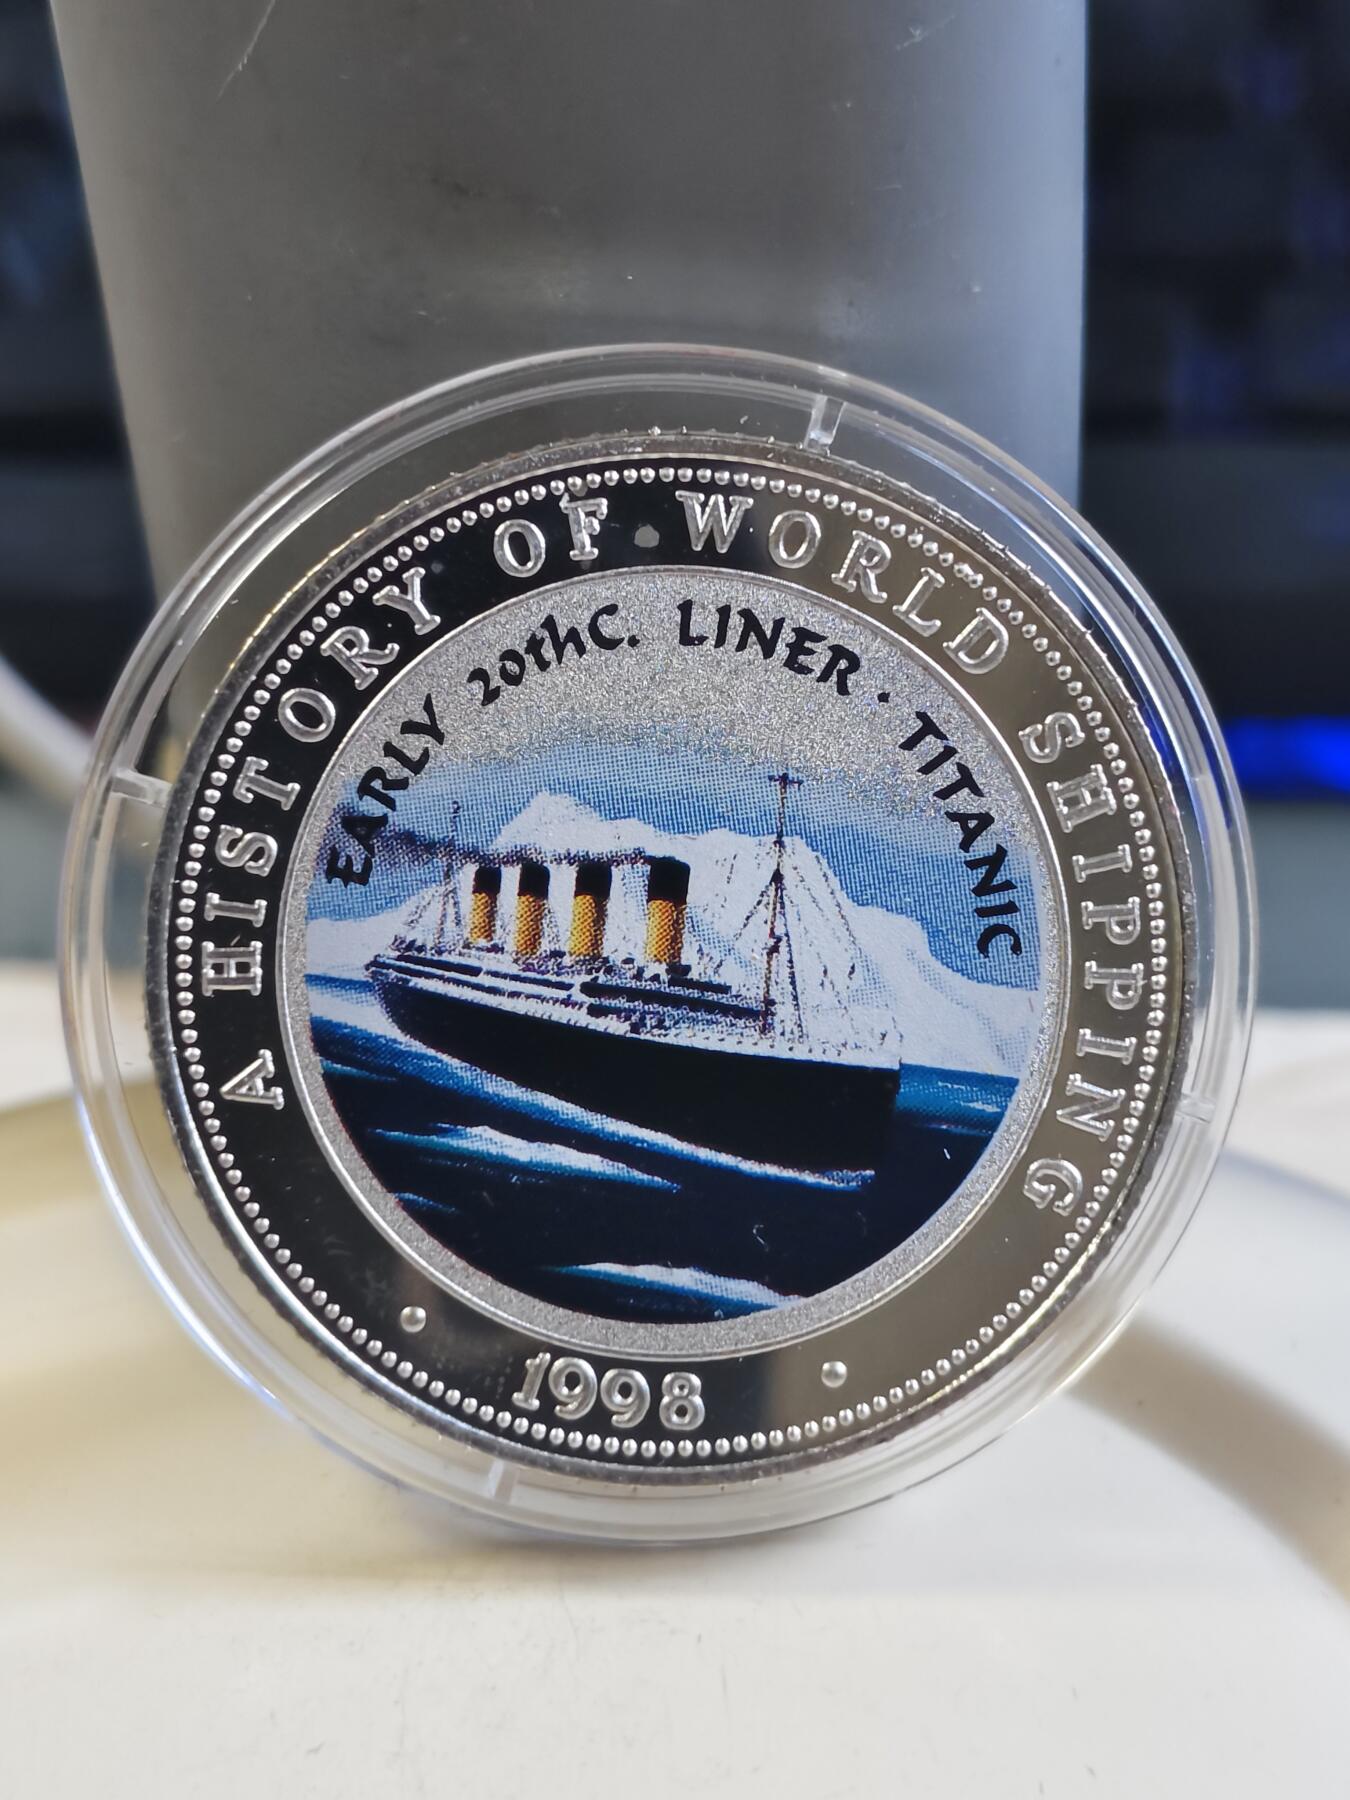 A HISTORY OF WORLD SHIPPING
EARLY 20thC. LINER · TITANIC
1998